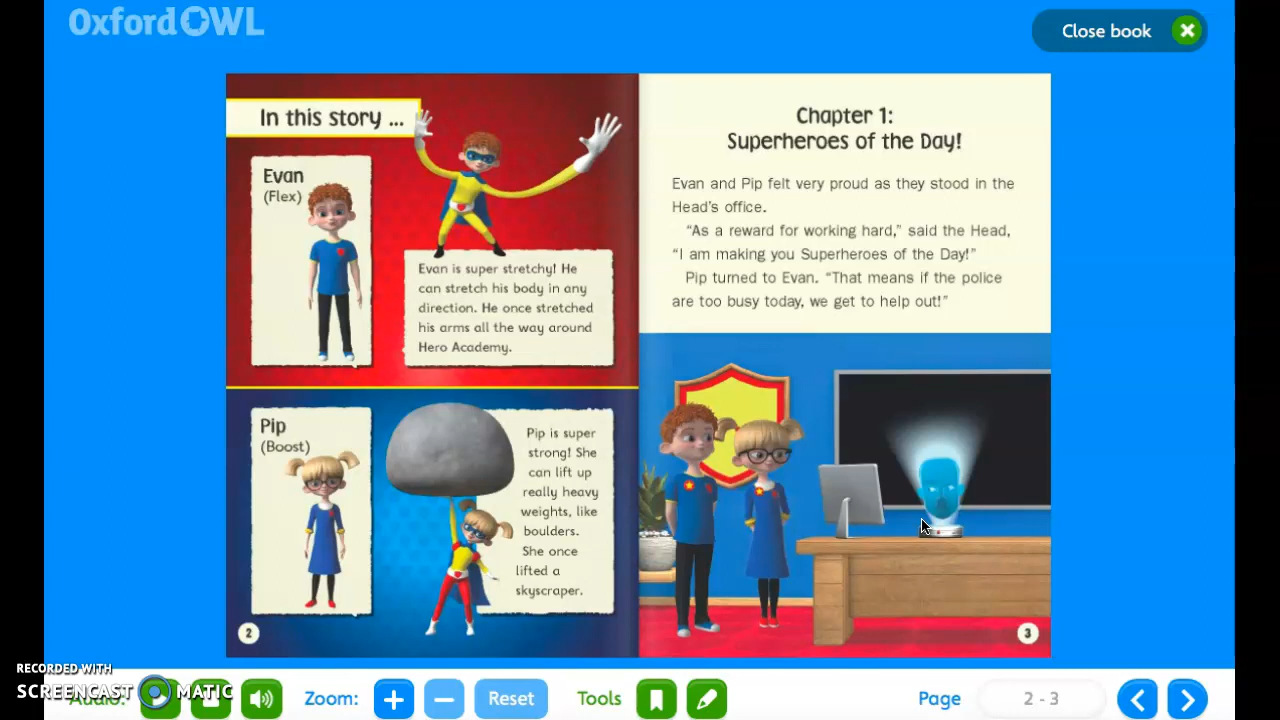 OxfordOWL
Close book
In this story ...
Evan
(Flex)
Evan is super stretchy! He
can stretch his body in any
direction. He once stretched
his arms all the way around
Hero Academy.
Pip
(Boost)
Pip is super
strong! She
can lift up
really heavy
weights, like
boulders.
She once
lifted a
skyscraper.
2
Chapter 1:
Superheroes of the Day!
Evan and Pip felt very proud as they stood in the
Head's office.
"As a reward for working hard," said the Head,
"I am making you Superheroes of the Day!"
Pip turned to Evan. "That means if the police
are too busy today, we get to help out!"
3
RECORDED WITH
SCREENCAST MATIC
Audio:
Zoom:
Reset
Tools
Page
2 - 3